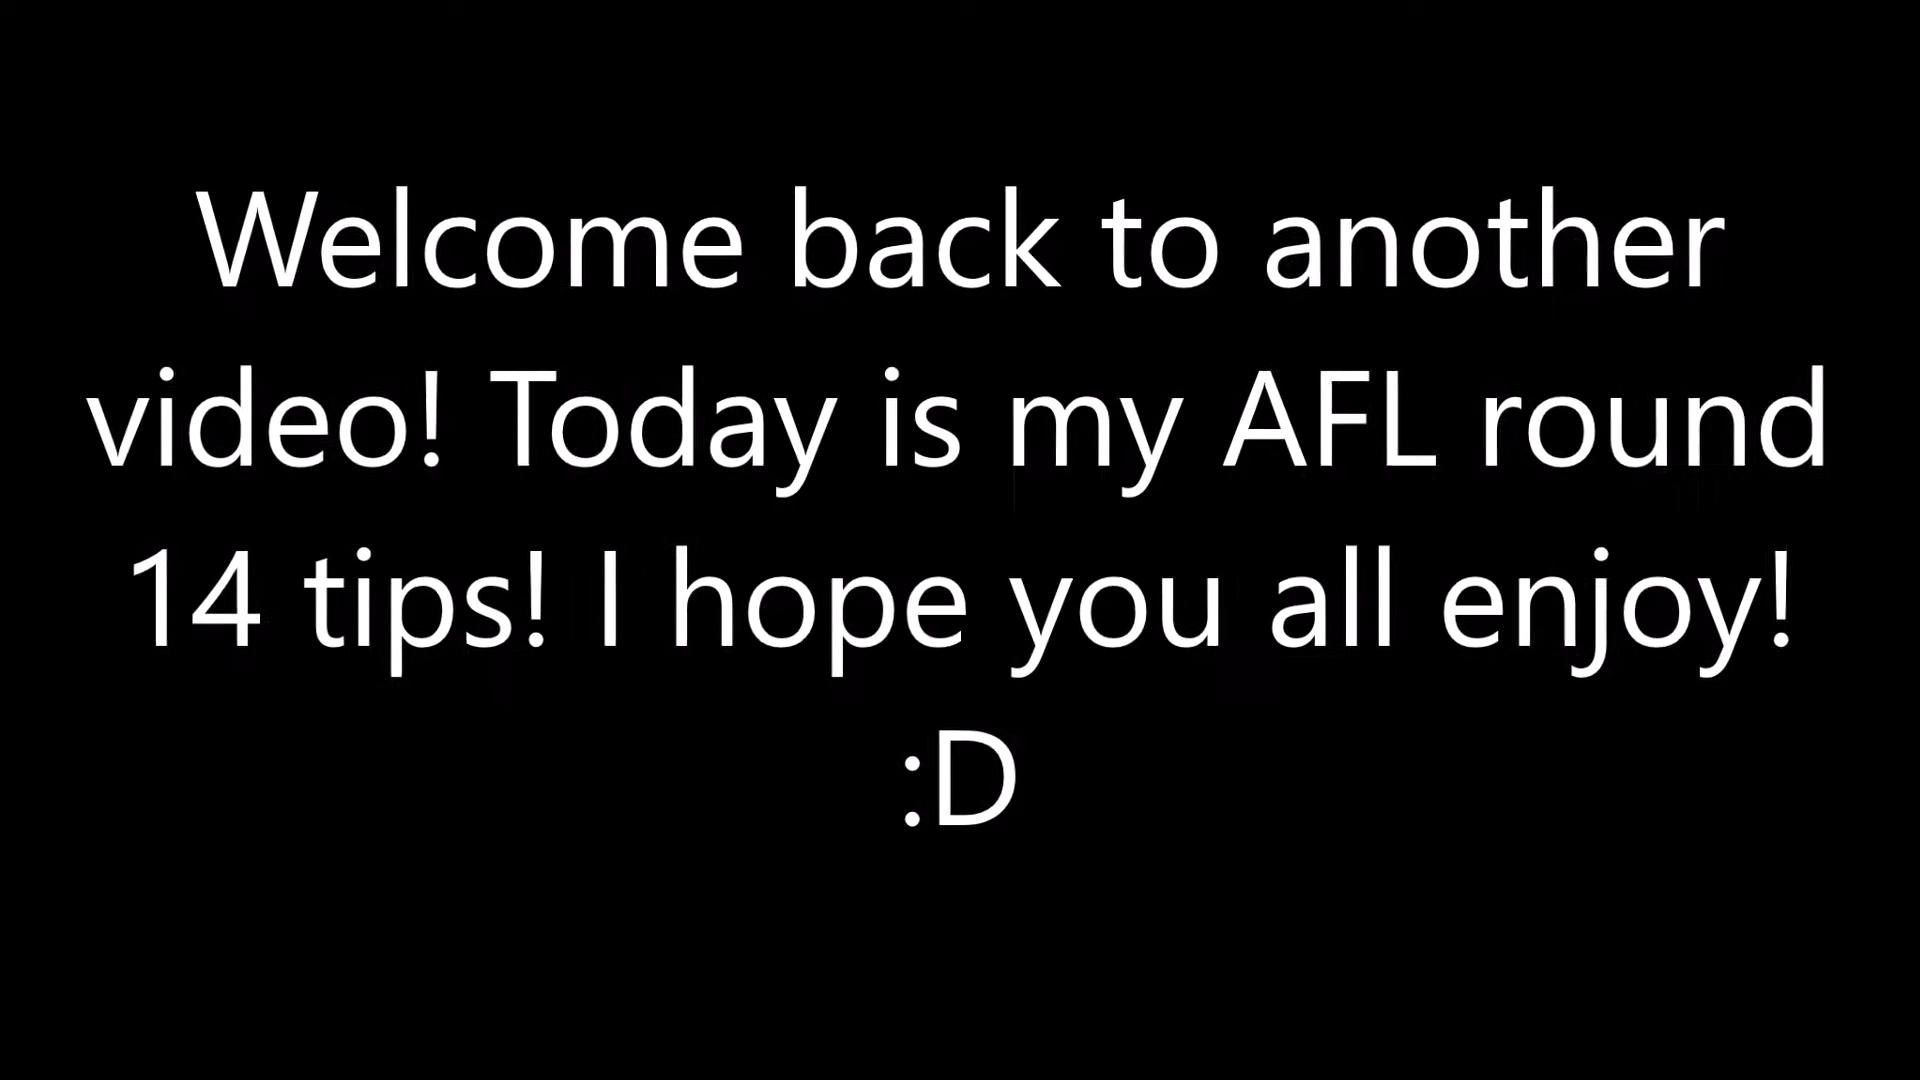 Welcome back to another
video! Today is my AFL round
14 tips! I hope you all enjoy!
:D